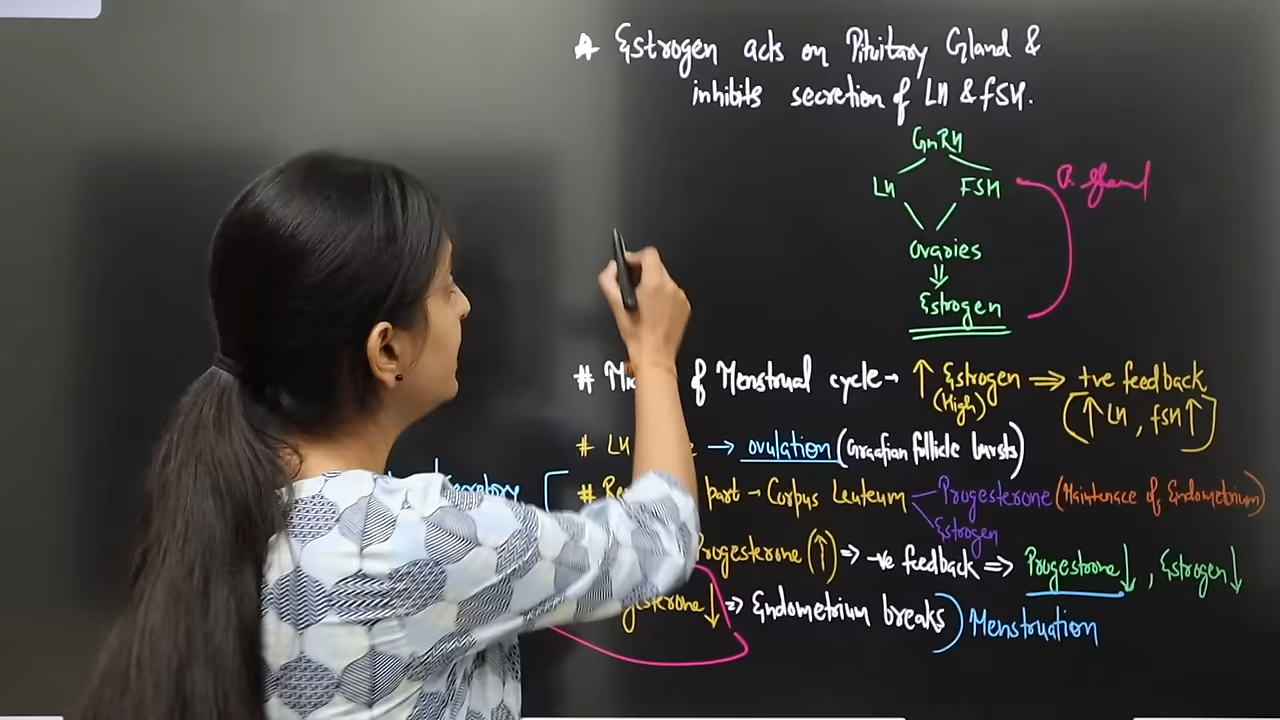 Estrogen acts on Pituitary Gland &
inhibits secretion of LH & FSH.
GnRH
LH FSH
P. Gland
Ovaries
⇓
Estrogen
# of Menstrual cycle → ↑ Estrogen ⇒ +ve feedback
(High) (↑ LH, FSH ↑)
# LH → ovulation (Graafian follicle bursts)
# part - Corpus Leuteum - Progesterone (Maintenace of Endometrium)
Estrogen
Progesterone (↑) ⇒ -ve feedback ⇒ Progestrone ↓, Estrogen ↓
↓ ⇒ Endometrium breaks) Menstruation